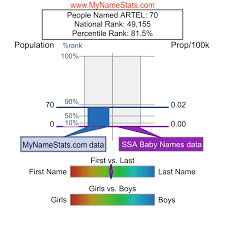 www.MyNameStats.com
People Named ARTEL: 70
National Rank: 49,155
Percentile Rank: 81.5%
Population %rank Prop/100k
90%
70 0.02
50%
10%
0 0% 0.00
MyNameStats.com data SSA Baby Names data
First vs. Last
First Name Last Name
Girls vs. Boys
Girls Boys